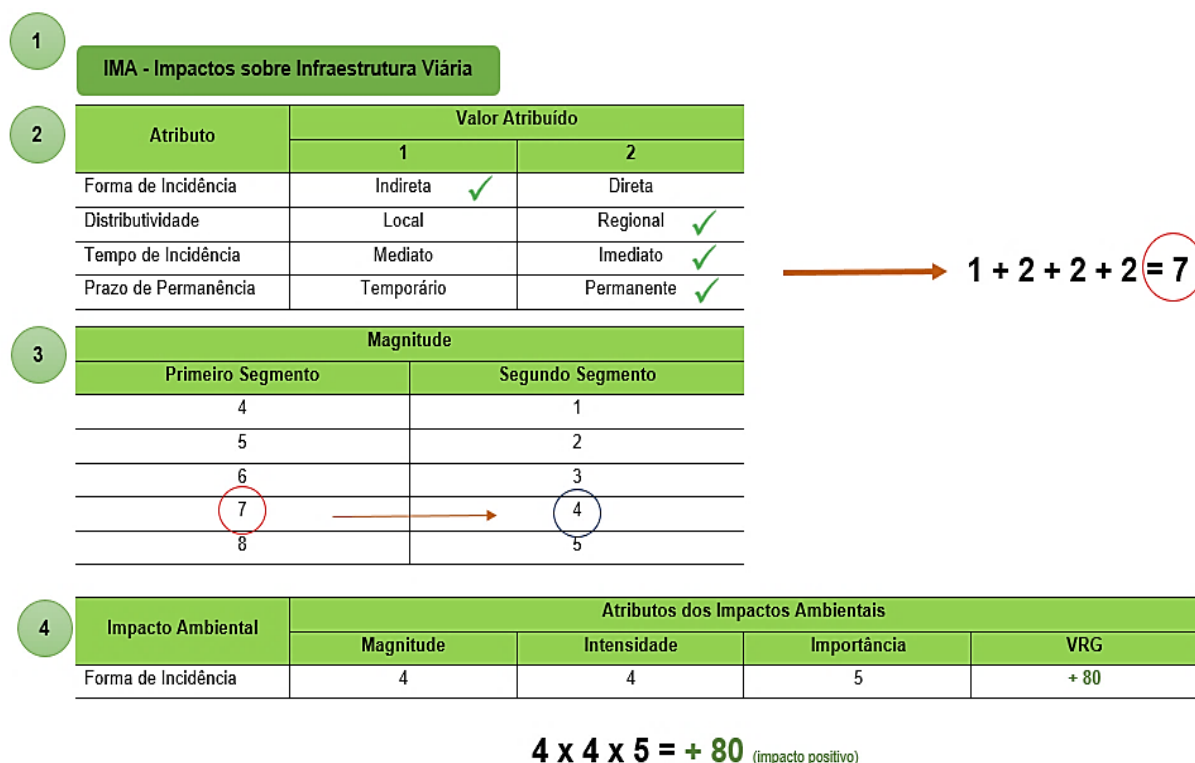 1
IMA - Impactos sobre Infraestrutura Viária
2
Atributo Valor Atribuído
1 2
Forma de Incidência Indireta ✓ Direta
Distributividade Local Regional ✓
Tempo de Incidência Mediato Imediato ✓
Prazo de Permanência Temporário Permanente ✓
1 + 2 + 2 + 2 = 7
3
Magnitude
Primeiro Segmento Segundo Segmento
4 1
5 2
6 3
7 4
8 5
4
Impacto Ambiental Atributos dos Impactos Ambientais
Magnitude Intensidade Importância VRG
Forma de Incidência 4 4 5 + 80
4 x 4 x 5 = + 80 (impacto positivo)